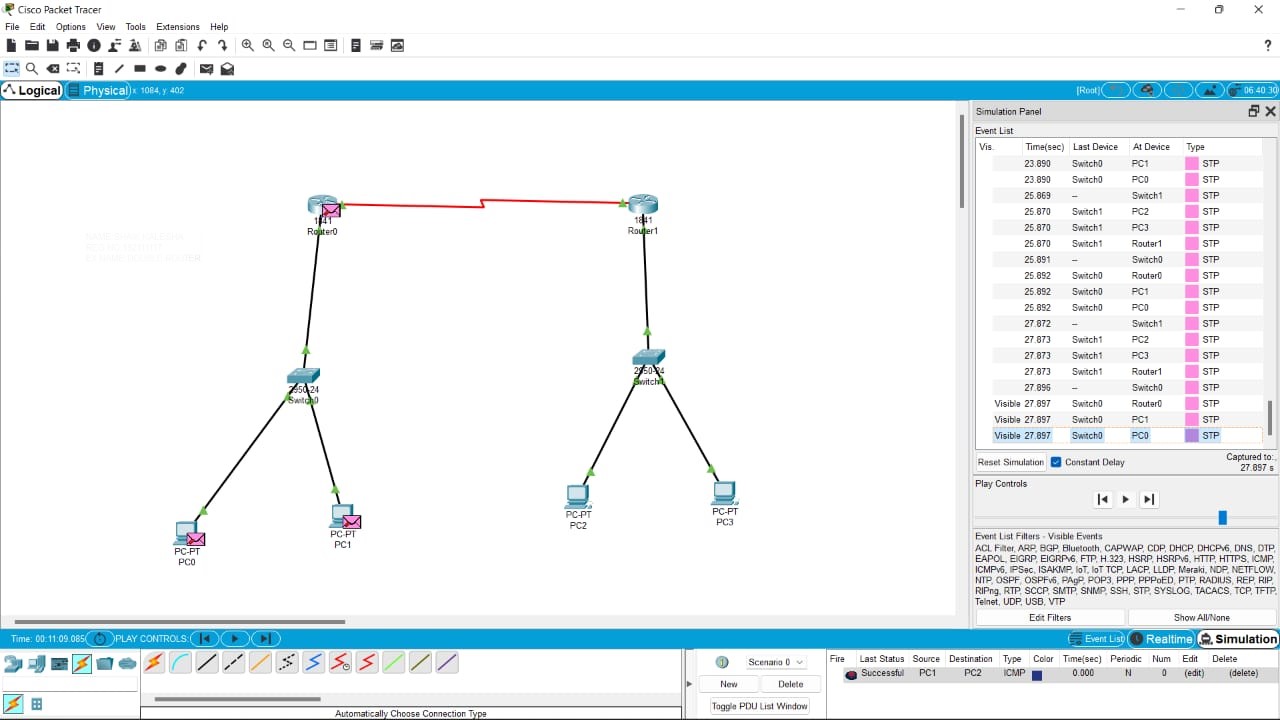 Cisco Packet Tracer
File Edit Options View Tools Extensions Help
?
Logical Physical x: 1084, y: 402 [Root] 06:40:30
Simulation Panel
Event List
Vis. Time(sec) Last Device At Device Type
23.890 Switch0 PC1 STP
23.890 Switch0 PC0 STP
25.869 -- Switch1 STP
25.870 Switch1 PC2 STP
25.870 Switch1 PC3 STP
25.870 Switch1 Router1 STP
25.891 -- Switch0 STP
25.892 Switch0 Router0 STP
25.892 Switch0 PC1 STP
25.892 Switch0 PC0 STP
27.872 -- Switch1 STP
27.873 Switch1 PC2 STP
27.873 Switch1 PC3 STP
27.873 Switch1 Router1 STP
27.896 -- Switch0 STP
Visible 27.897 Switch0 Router0 STP
Visible 27.897 Switch0 PC1 STP
Visible 27.897 Switch0 PC0 STP
Reset Simulation Constant Delay Captured to:
27.897 s
Play Controls
Event List Filters - Visible Events
ACL Filter, ARP, BGP, Bluetooth, CAPWAP, CDP, DHCP, DHCPv6, DNS, DTP,
EAPOL, EIGRP, EIGRPv6, FTP, H.323, HSRP, HSRPv6, HTTP, HTTPS, ICMP,
ICMPv6, IPSec, ISAKMP, IoT, IoT TCP, LACP, LLDP, Meraki, NDP, NETFLOW,
NTP, OSPF, OSPFv6, PAgP, POP3, PPP, PPPoED, PTP, RADIUS, REP, RIP,
RIPng, RTP, SCCP, SMTP, SNMP, SSH, STP, SYSLOG, TACACS, TCP, TFTP,
Telnet, UDP, USB, VTP
Edit Filters Show All/None
1841
Router0
1841
Router1
2950-24
Switch0
2950-24
Switch1
PC-PT
PC0
PC-PT
PC1
PC-PT
PC2
PC-PT
PC3
Time: 00:11:09.085 PLAY CONTROLS: Event List Realtime Simulation
Automatically Choose Connection Type
Scenario 0
New Delete
Toggle PDU List Window
Fire Last Status Source Destination Type Color Time(sec) Periodic Num Edit Delete
Successful PC1 PC2 ICMP 0.000 N 0 (edit) (delete)